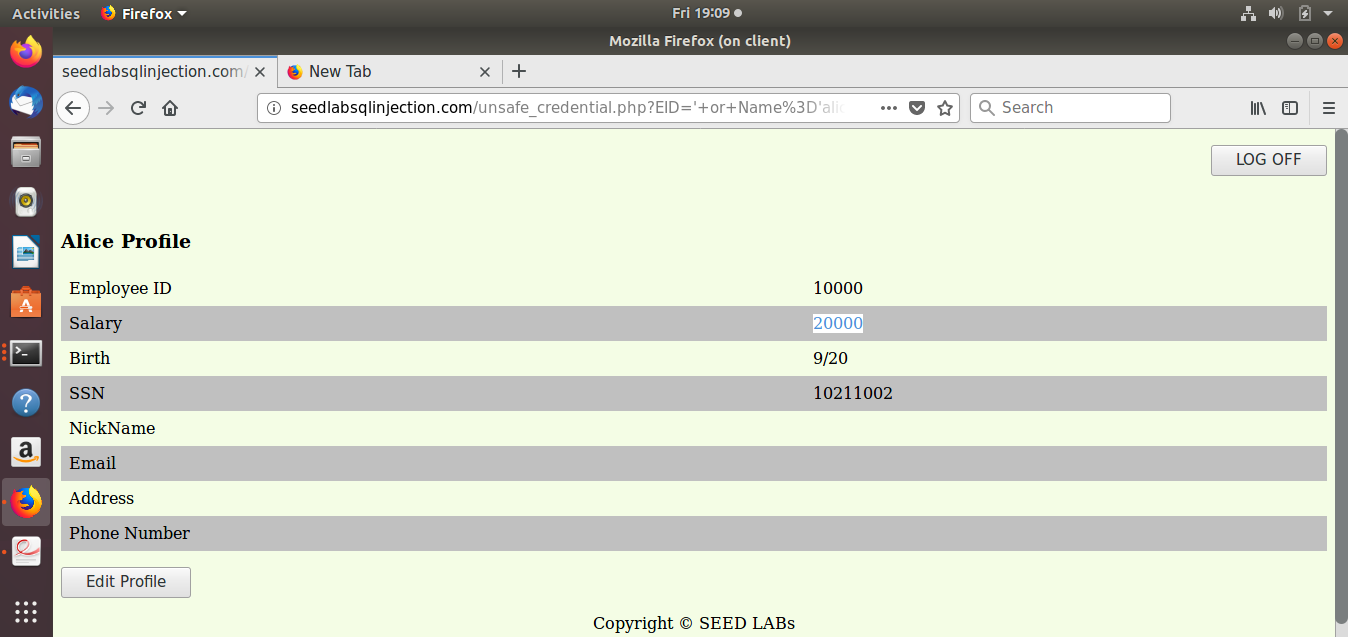 Activities Firefox Fri 19:09
Mozilla Firefox (on client)
seedlabsqlinjection.com/ New Tab
seedlabsqlinjection.com/unsafe_credential.php?EID='+or+Name%3D'ali Search
LOG OFF
Alice Profile
Employee ID 10000
Salary 20000
Birth 9/20
SSN 10211002
NickName
Email
Address
Phone Number
Edit Profile
Copyright © SEED LABs